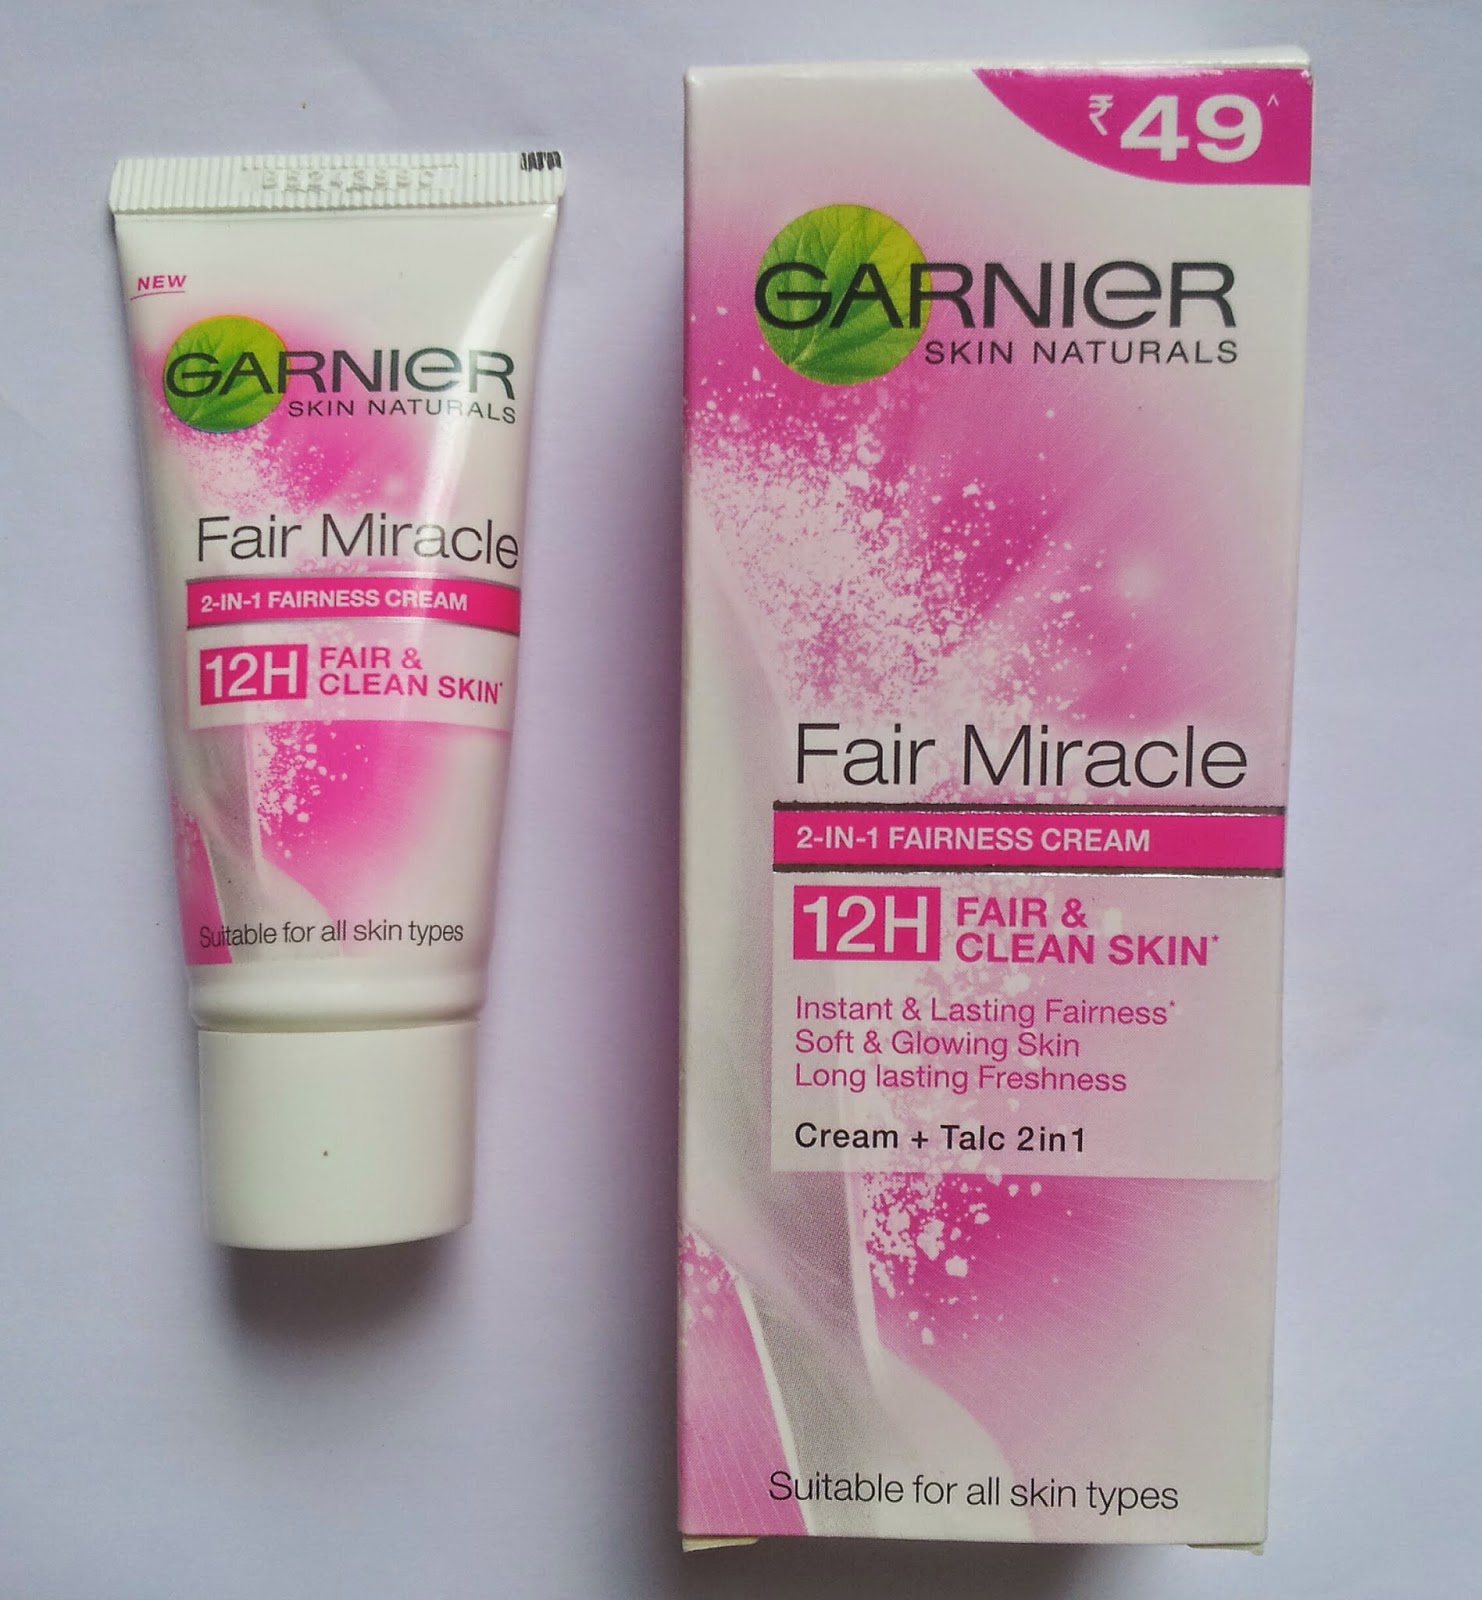 NEW
GARNIER
SKIN NATURALS
Fair Miracle
2-IN-1 FAIRNESS CREAM
12H FAIR &
CLEAN SKIN*
Suitable for all skin types
₹49^
GARNIER
SKIN NATURALS
Fair Miracle
2-IN-1 FAIRNESS CREAM
12H FAIR &
CLEAN SKIN*
Instant & Lasting Fairness*
Soft & Glowing Skin
Long lasting Freshness
Cream + Talc 2in1
Suitable for all skin types